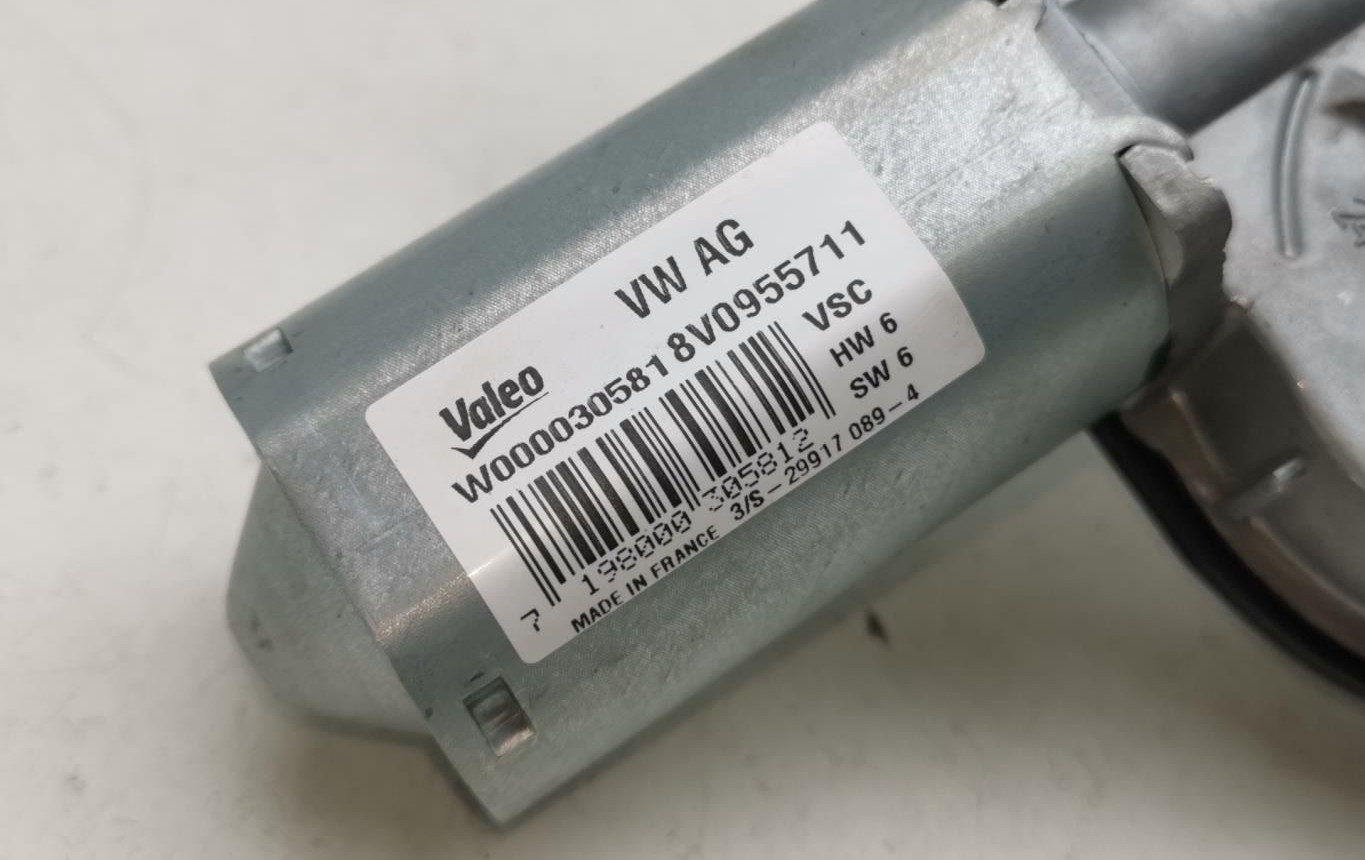 VW AG
Valeo
W000030581 8V0955711
VSC
HW 6
SW 6
7 198000 305812
MADE IN FRANCE 3/S-29917 089-4